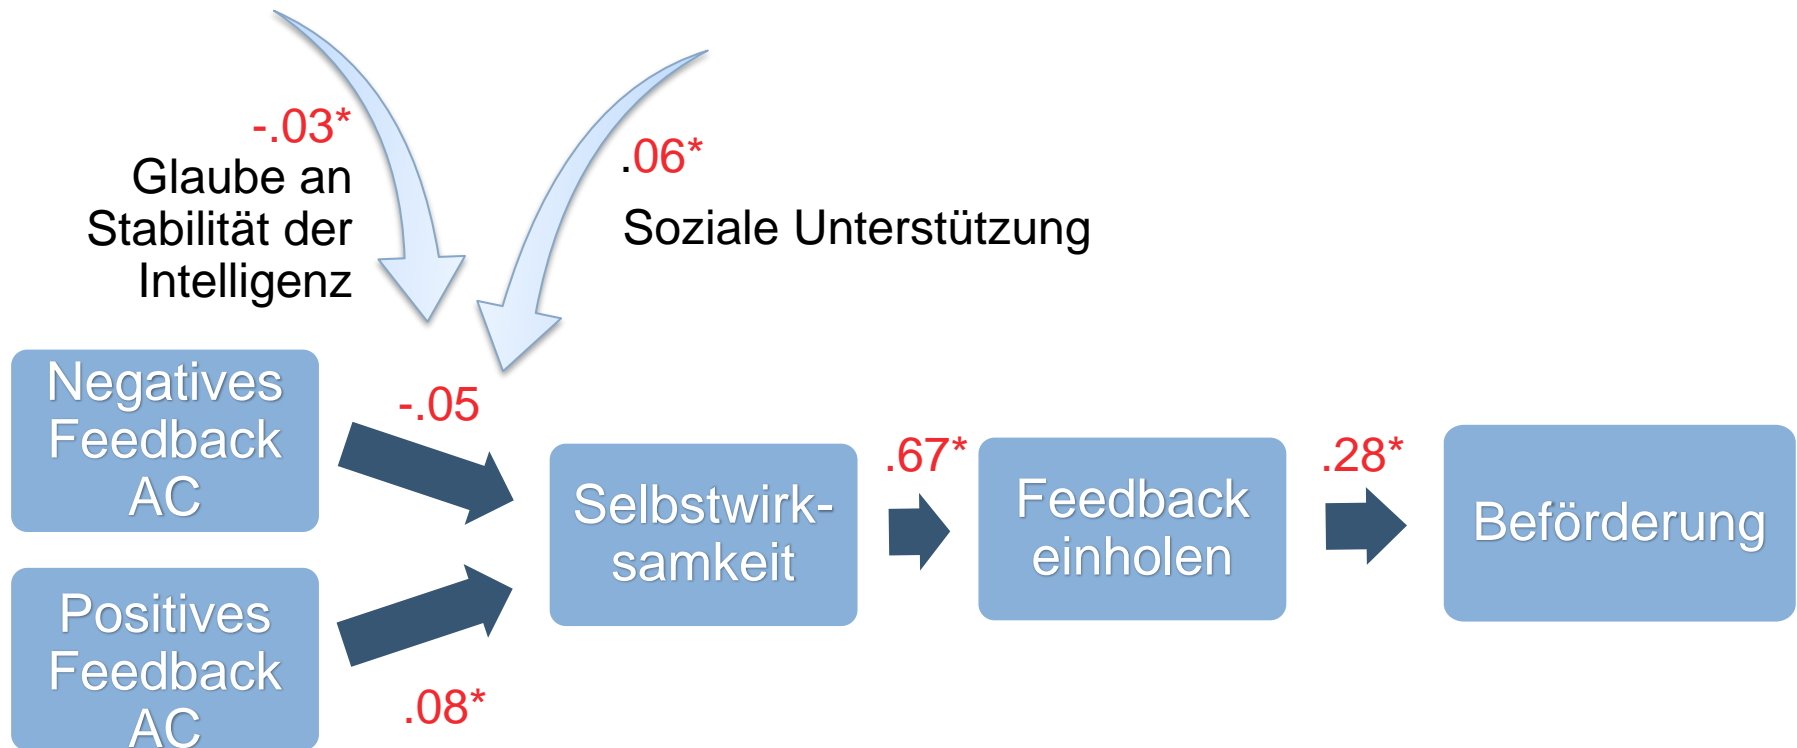 -.03*
Glaube an
Stabilität der
Intelligenz
.06*
Soziale Unterstützung
Negatives
Feedback
AC
-.05
Selbstwirk-
samkeit
.67*
Feedback
einholen
.28*
Beförderung
Positives
Feedback
AC
.08*